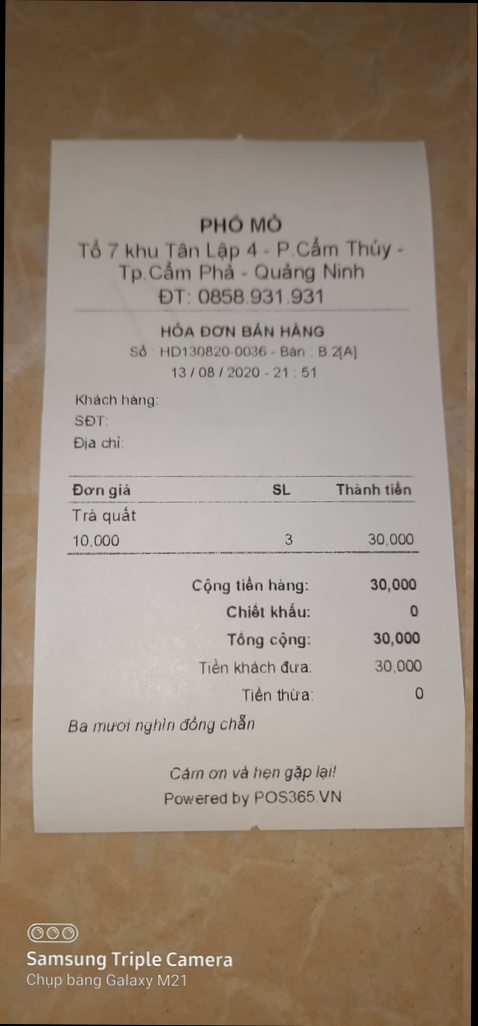 PHỐ MỎ
Tổ 7 khu Tân Lập 4 - P.Cẩm Thủy -
Tp.Cẩm Phả - Quảng Ninh
ĐT: 0858.931.931
HÓA ĐƠN BÁN HÀNG
Số : HD130820-0036 - Bàn : B.2[A]
13 / 08 / 2020 - 21 : 51
Khách hàng:
SĐT:
Địa chỉ:
Đơn giá SL Thành tiền
Trà quất
10,000 3 30,000
Cộng tiền hàng: 30,000
Chiết khấu: 0
Tổng cộng: 30,000
Tiền khách đưa: 30,000
Tiền thừa: 0
Ba mươi nghìn đồng chẵn
Cảm ơn và hẹn gặp lại!
Powered by POS365.VN
Samsung Triple Camera
Chụp bằng Galaxy M21